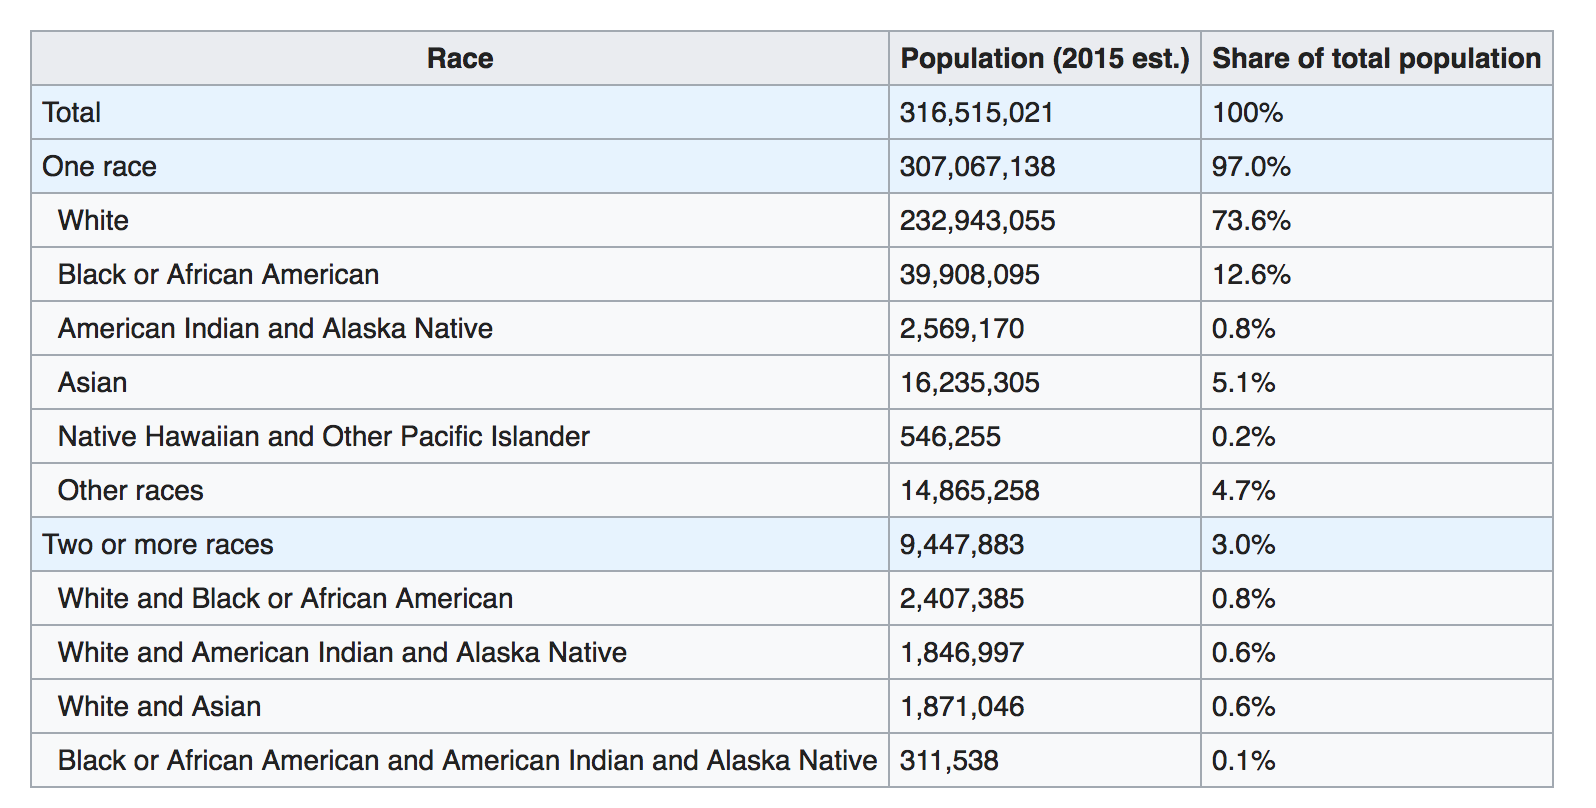 Race Population (2015 est.) Share of total population
Total 316,515,021 100%
One race 307,067,138 97.0%
White 232,943,055 73.6%
Black or African American 39,908,095 12.6%
American Indian and Alaska Native 2,569,170 0.8%
Asian 16,235,305 5.1%
Native Hawaiian and Other Pacific Islander 546,255 0.2%
Other races 14,865,258 4.7%
Two or more races 9,447,883 3.0%
White and Black or African American 2,407,385 0.8%
White and American Indian and Alaska Native 1,846,997 0.6%
White and Asian 1,871,046 0.6%
Black or African American and American Indian and Alaska Native 311,538 0.1%